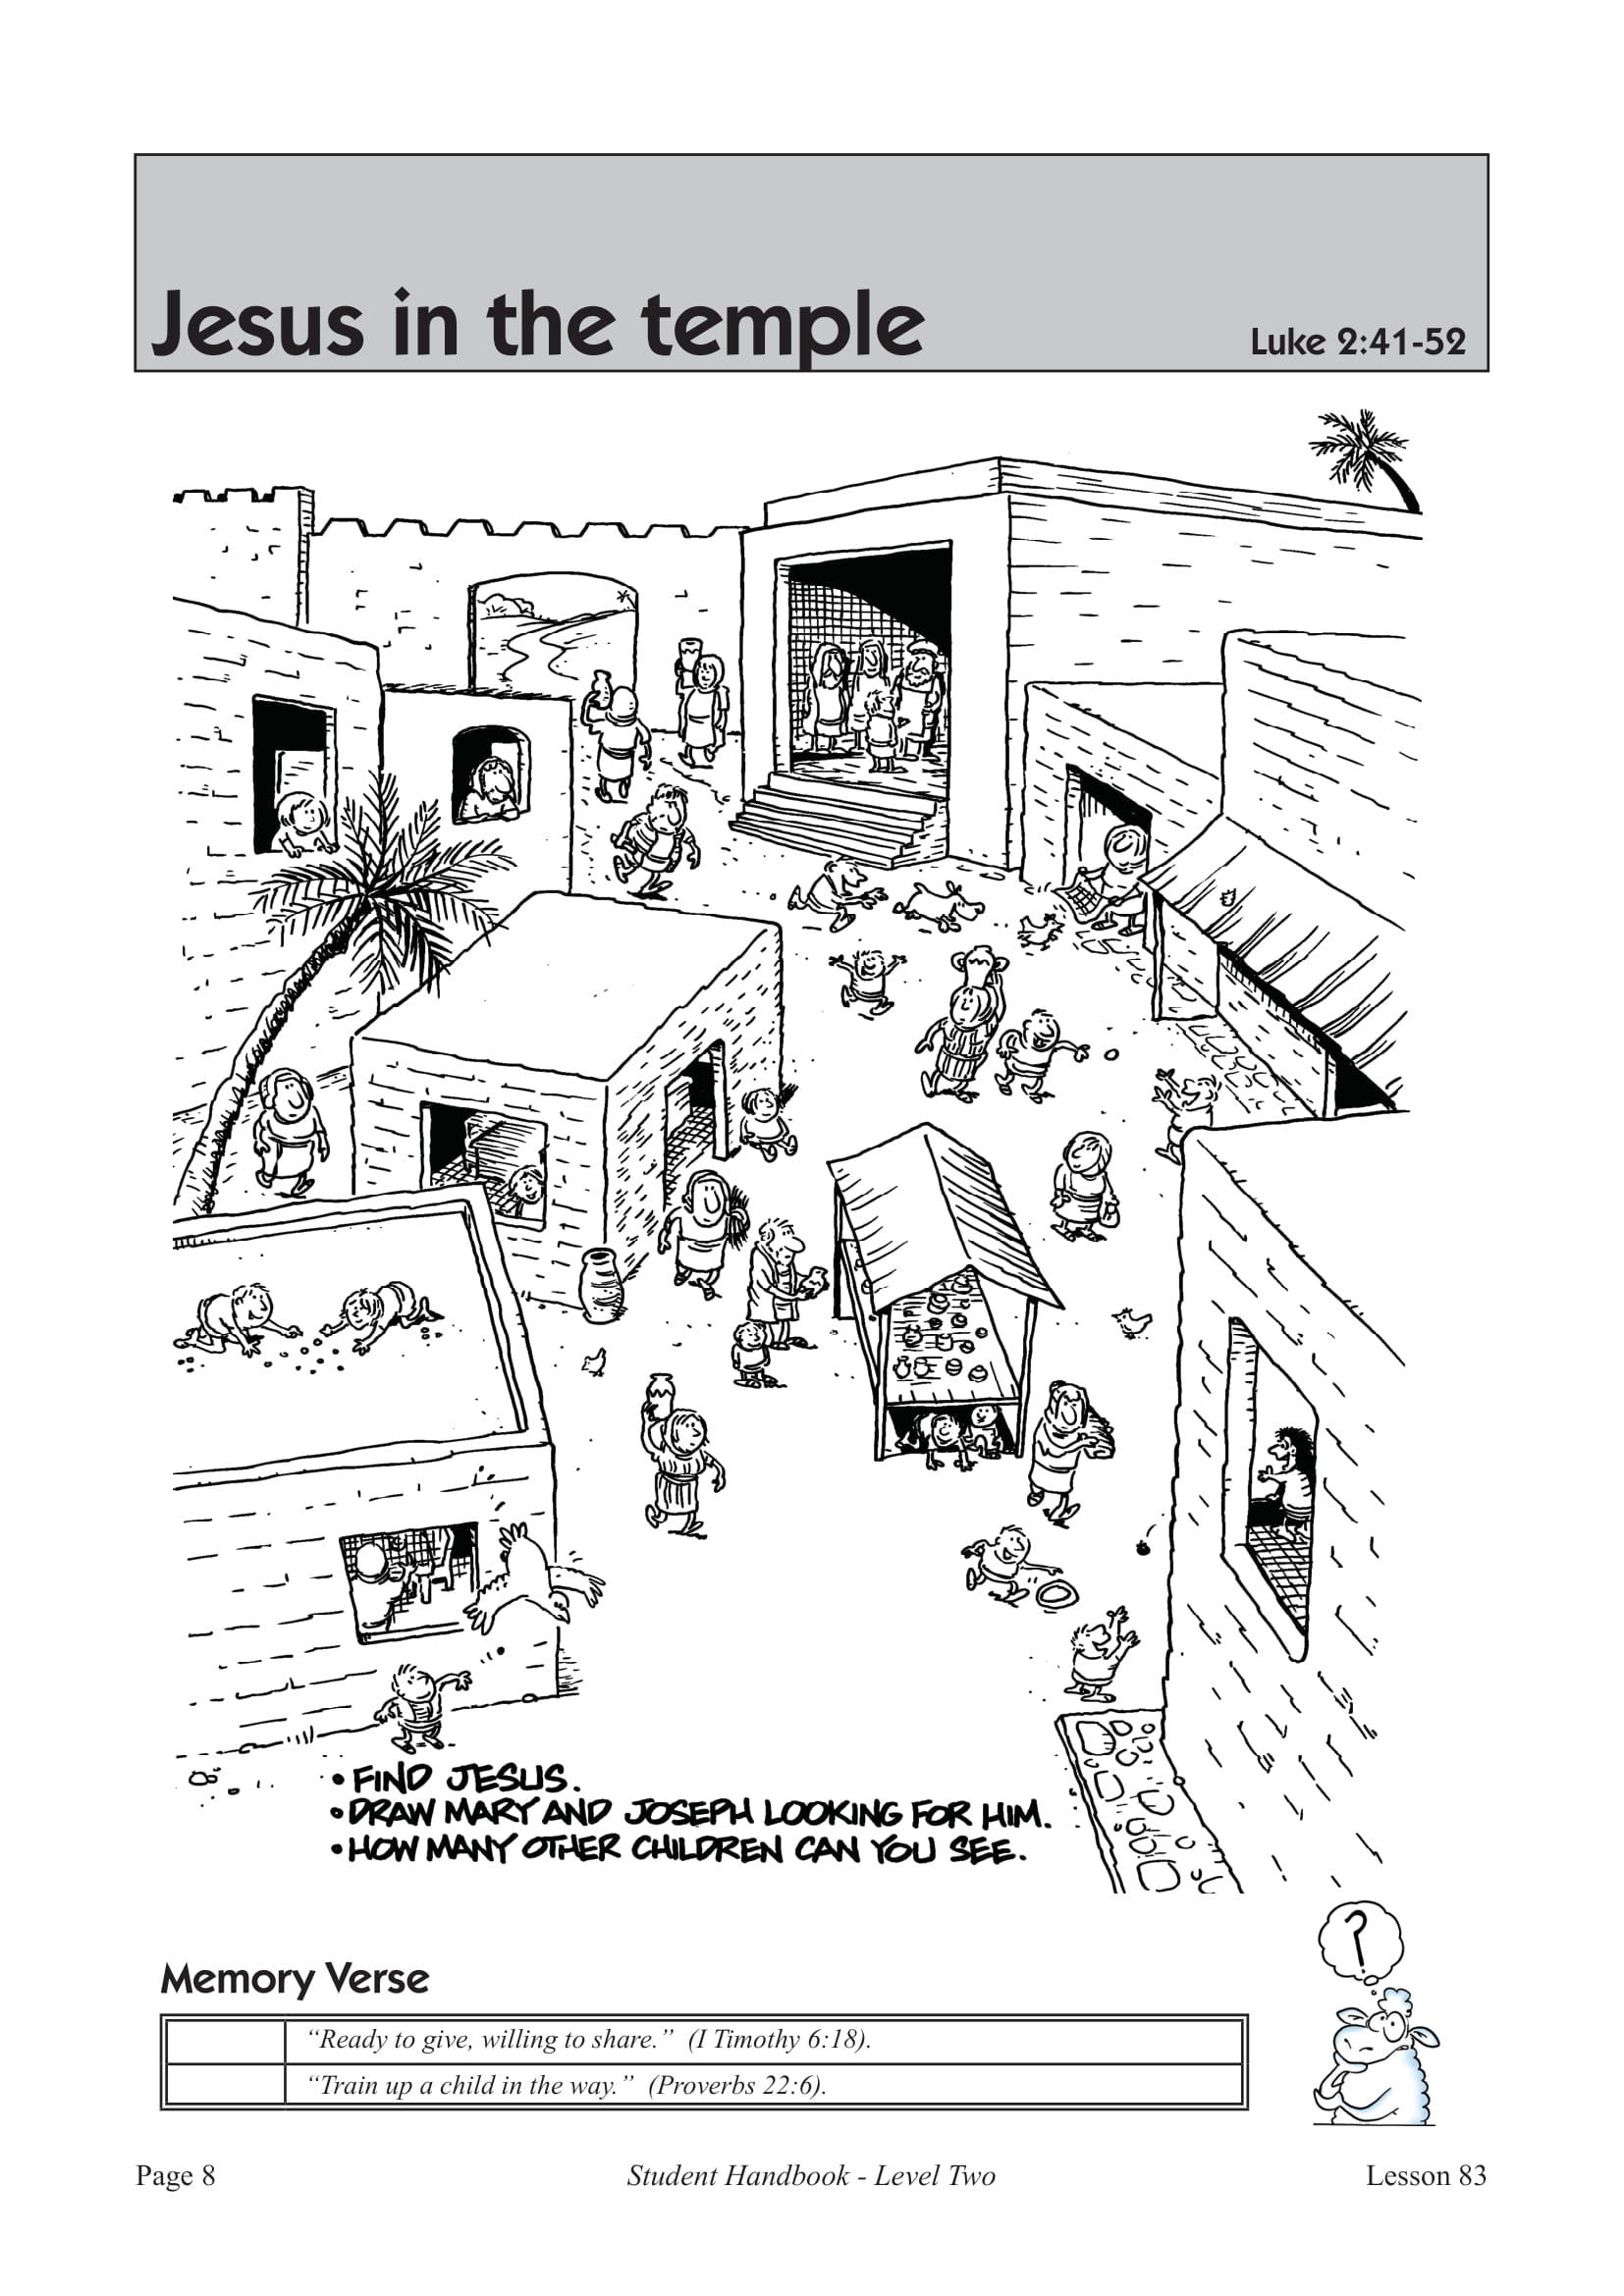 Jesus in the temple
Luke 2:41-52
• FIND JESUS.
• DRAW MARY AND JOSEPH LOOKING FOR HIM.
• HOW MANY OTHER CHILDREN CAN YOU SEE.
?
Memory Verse
“Ready to give, willing to share.” (I Timothy 6:18).
“Train up a child in the way.” (Proverbs 22:6).
Page 8
Student Handbook - Level Two
Lesson 83